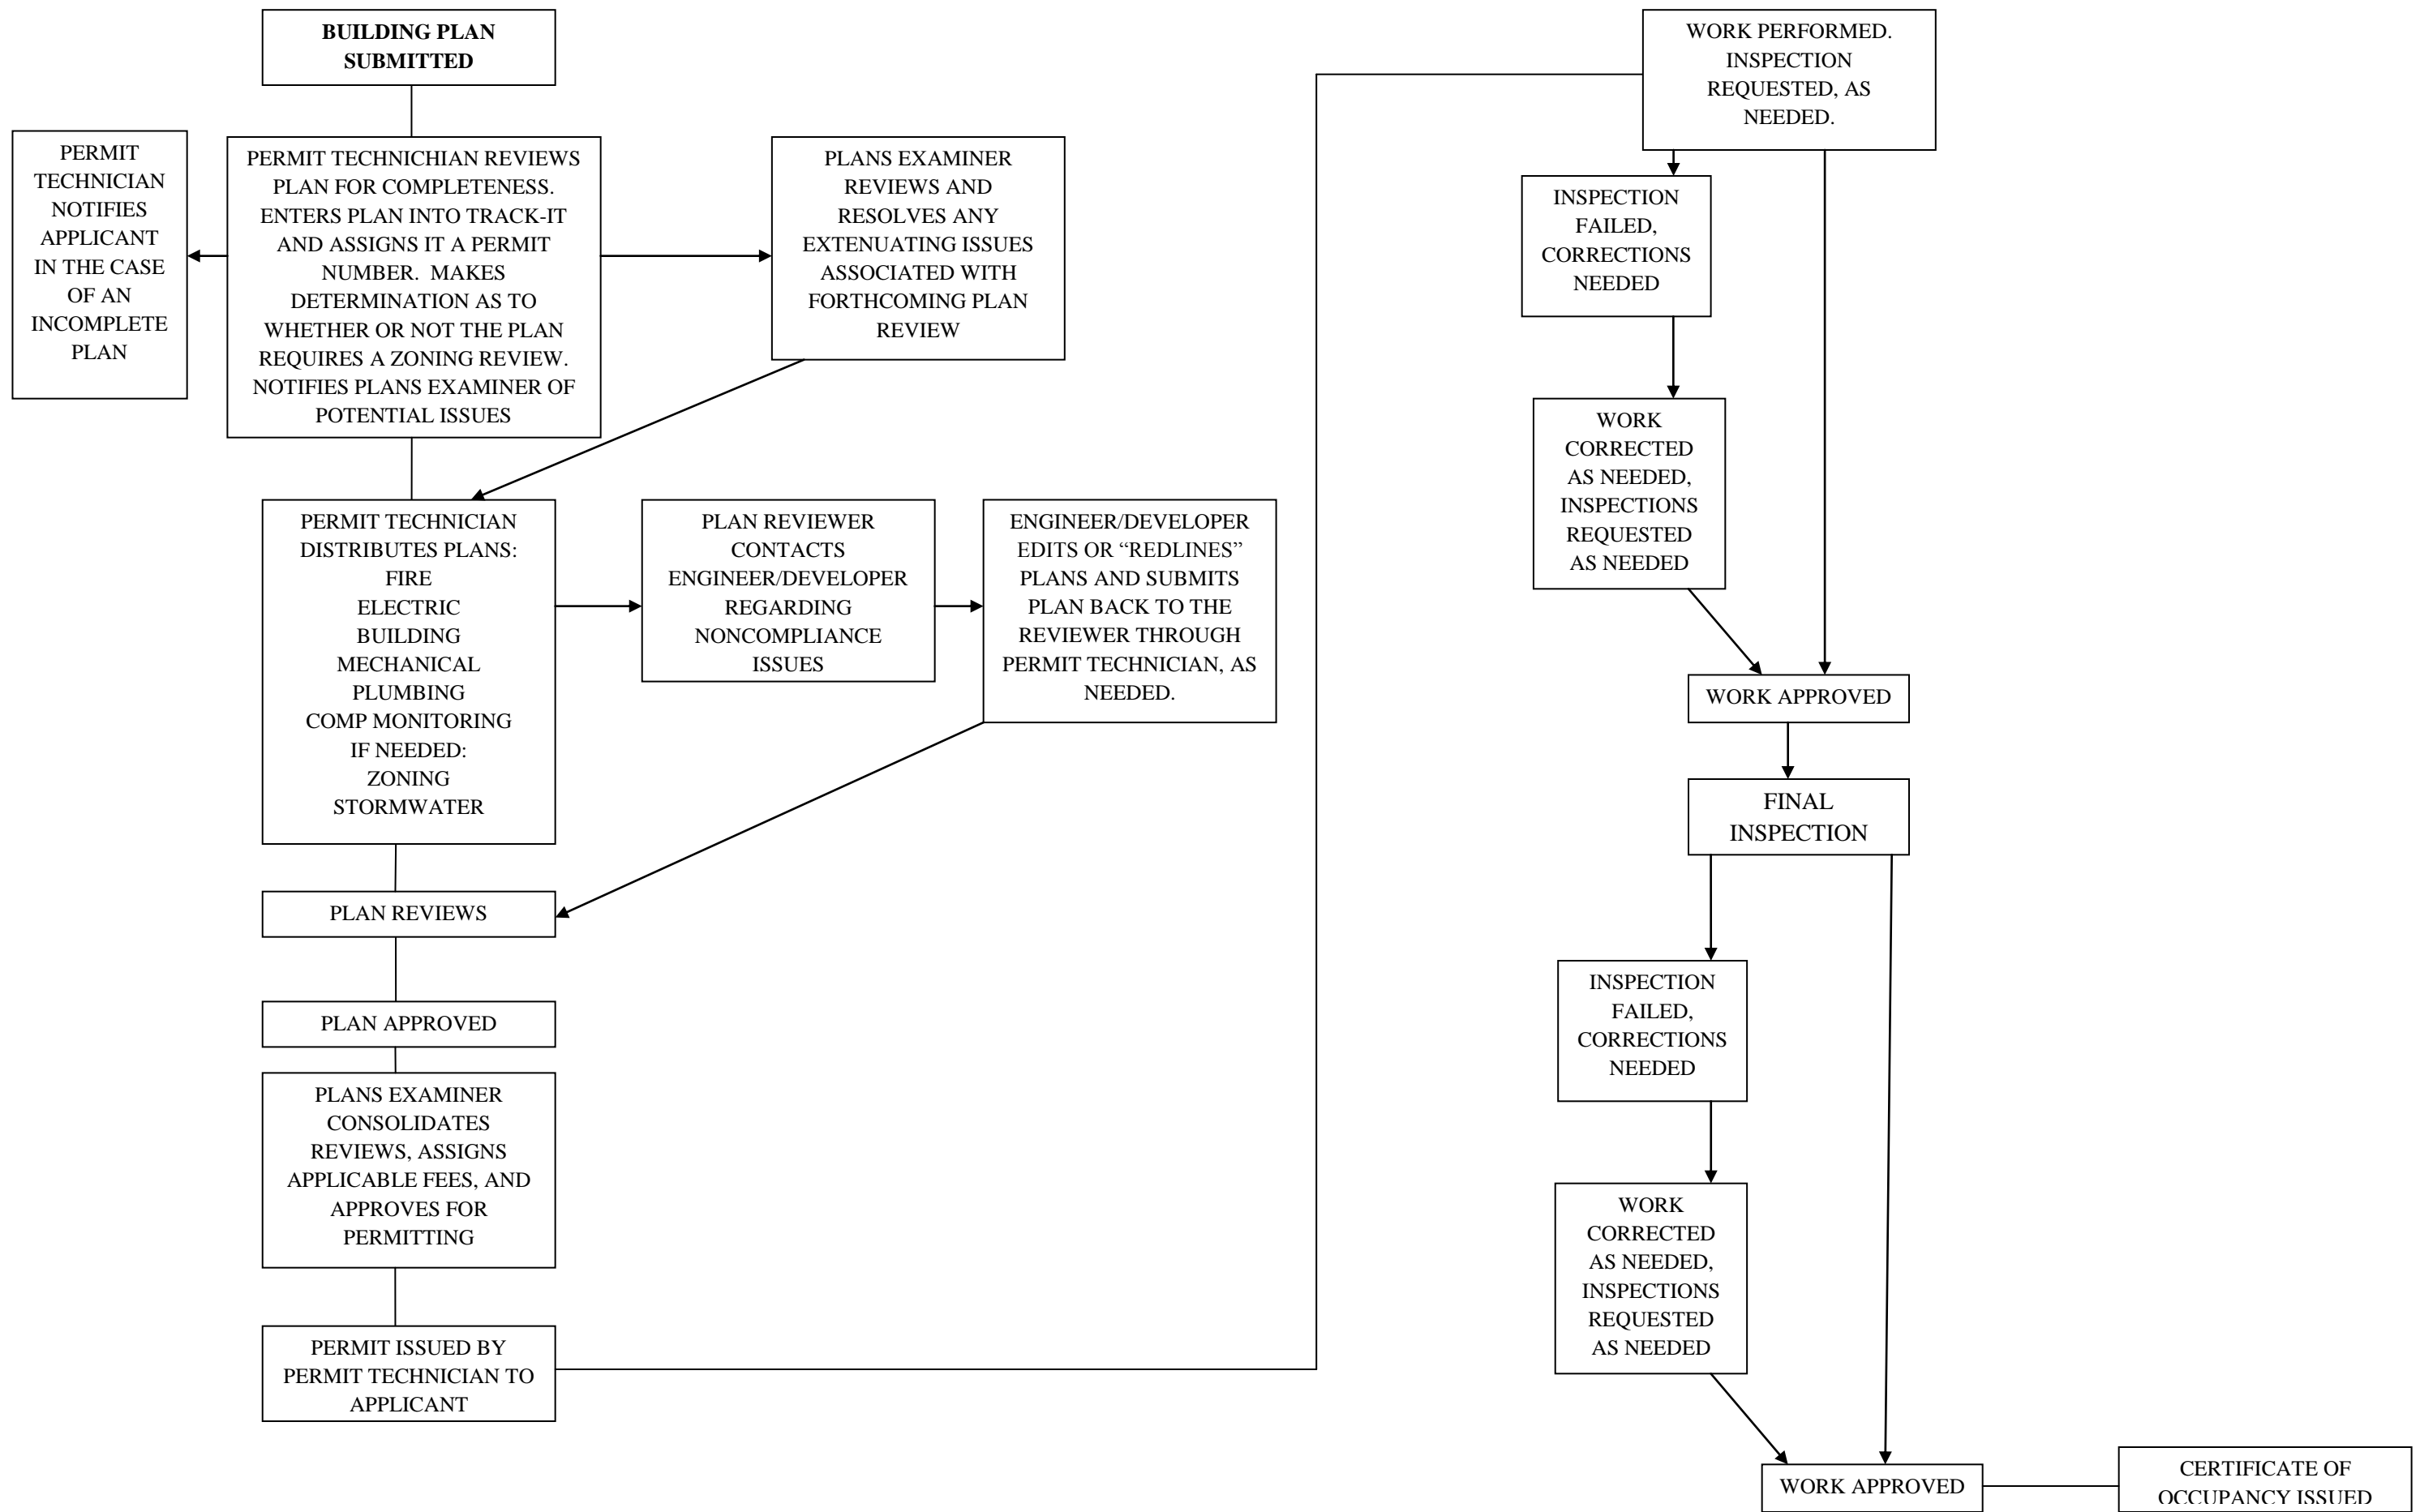 BUILDING PLAN
SUBMITTED
PERMIT
TECHNICIAN
NOTIFIES
APPLICANT
IN THE CASE
OF AN
INCOMPLETE
PLAN
PERMIT TECHNICHIAN REVIEWS
PLAN FOR COMPLETENESS.
ENTERS PLAN INTO TRACK-IT
AND ASSIGNS IT A PERMIT
NUMBER.  MAKES
DETERMINATION AS TO
WHETHER OR NOT THE PLAN
REQUIRES A ZONING REVIEW.
NOTIFIES PLANS EXAMINER OF
POTENTIAL ISSUES
PLANS EXAMINER
REVIEWS AND
RESOLVES ANY
EXTENUATING ISSUES
ASSOCIATED WITH
FORTHCOMING PLAN
REVIEW
PERMIT TECHNICIAN
DISTRIBUTES PLANS:
FIRE
ELECTRIC
BUILDING
MECHANICAL
PLUMBING
COMP MONITORING
IF NEEDED:
ZONING
STORMWATER
PLAN REVIEWER
CONTACTS
ENGINEER/DEVELOPER
REGARDING
NONCOMPLIANCE
ISSUES
ENGINEER/DEVELOPER
EDITS OR “REDLINES”
PLANS AND SUBMITS
PLAN BACK TO THE
REVIEWER THROUGH
PERMIT TECHNICIAN, AS
NEEDED.
PLAN REVIEWS
PLAN APPROVED
PLANS EXAMINER
CONSOLIDATES
REVIEWS, ASSIGNS
APPLICABLE FEES, AND
APPROVES FOR
PERMITTING
PERMIT ISSUED BY
PERMIT TECHNICIAN TO
APPLICANT
WORK PERFORMED.
INSPECTION
REQUESTED, AS
NEEDED.
INSPECTION
FAILED,
CORRECTIONS
NEEDED
WORK
CORRECTED
AS NEEDED,
INSPECTIONS
REQUESTED
AS NEEDED
WORK APPROVED
FINAL
INSPECTION
INSPECTION
FAILED,
CORRECTIONS
NEEDED
WORK
CORRECTED
AS NEEDED,
INSPECTIONS
REQUESTED
AS NEEDED
WORK APPROVED
CERTIFICATE OF
OCCUPANCY ISSUED